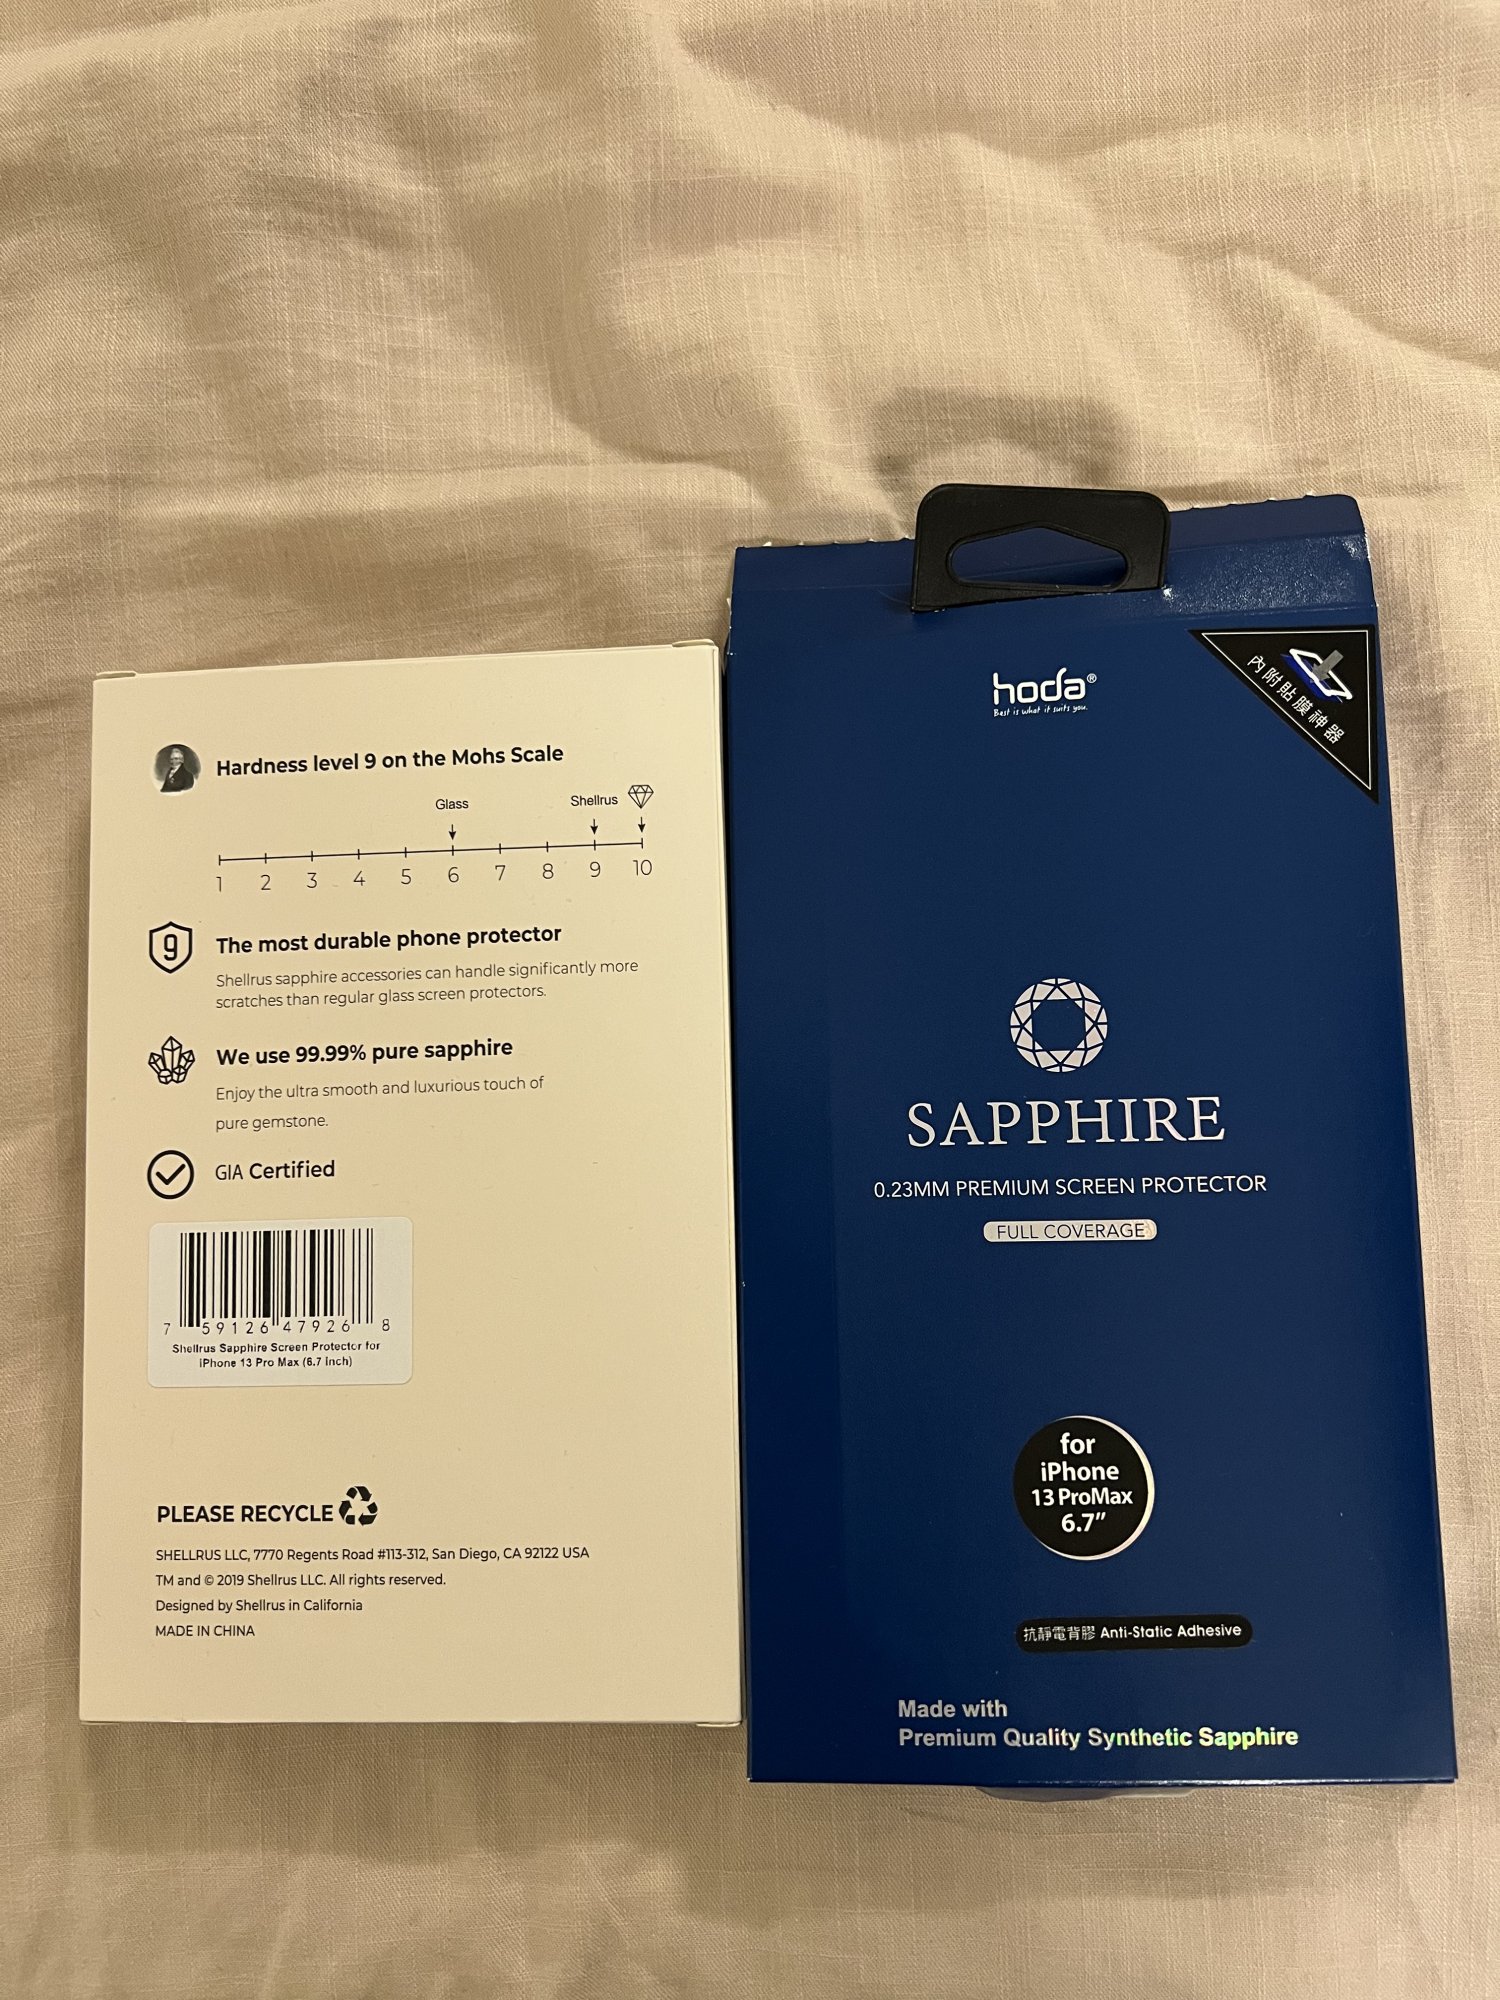 Hardness level 9 on the Mohs Scale
Glass
Shellrus
1 2 3 4 5 6 7 8 9 10
9
The most durable phone protector
Shellrus sapphire accessories can handle significantly more
scratches than regular glass screen protectors.
We use 99.99% pure sapphire
Enjoy the ultra smooth and luxurious touch of
pure gemstone.
GIA Certified
7 59126 47926 8
Shellrus Sapphire Screen Protector for
iPhone 13 Pro Max (6.7 Inch)
PLEASE RECYCLE
SHELLRUS LLC, 7770 Regents Road #113-312, San Diego, CA 92122 USA
TM and © 2019 Shellrus LLC. All rights reserved.
Designed by Shellrus in California
MADE IN CHINA
hoda®
Best is what it suits you.
內附貼膜神器
SAPPHIRE
0.23MM PREMIUM SCREEN PROTECTOR
FULL COVERAGE
for
iPhone
13 ProMax
6.7”
抗靜電背膠 Anti-Static Adhesive
Made with
Premium Quality Synthetic Sapphire